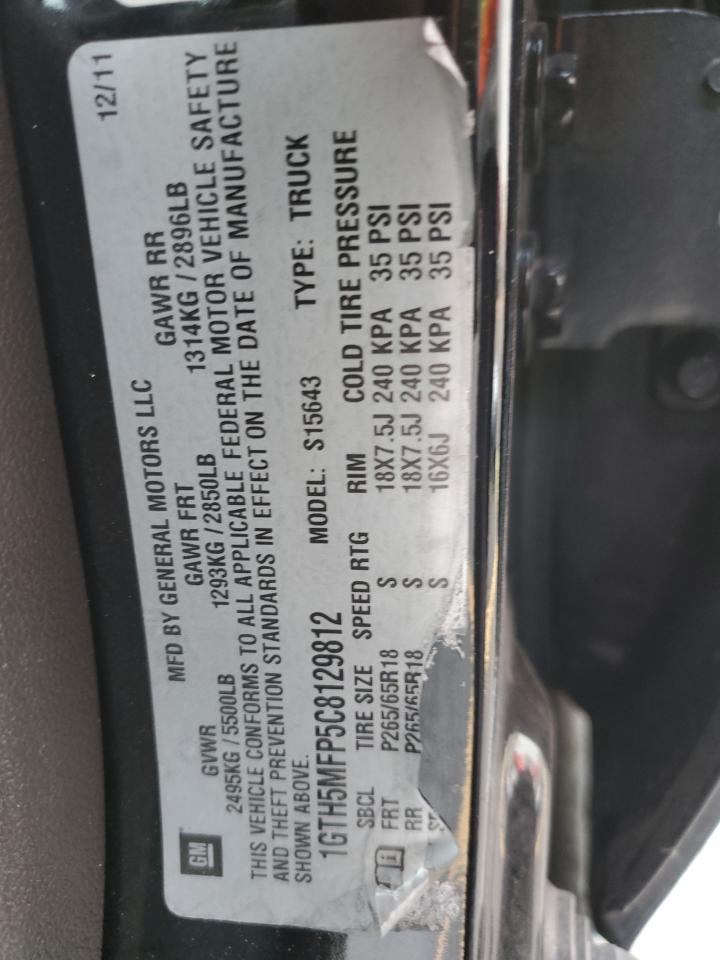 MFD BY GENERAL MOTORS LLC 12/11
GM
GVWR GAWR FRT GAWR RR
2495KG / 5500LB 1293KG / 2850LB 1314KG / 2896LB
THIS VEHICLE CONFORMS TO ALL APPLICABLE FEDERAL MOTOR VEHICLE SAFETY
AND THEFT PREVENTION STANDARDS IN EFFECT ON THE DATE OF MANUFACTURE
SHOWN ABOVE.
1GTH5MFP5C8129812 MODEL: S15643 TYPE: TRUCK
SBCL TIRE SIZE SPEED RTG RIM COLD TIRE PRESSURE
FRT P265/65R18 S 18X7.5J 240 KPA 35 PSI
RR P265/65R18 S 18X7.5J 240 KPA 35 PSI
S 16X6J 240 KPA 35 PSI